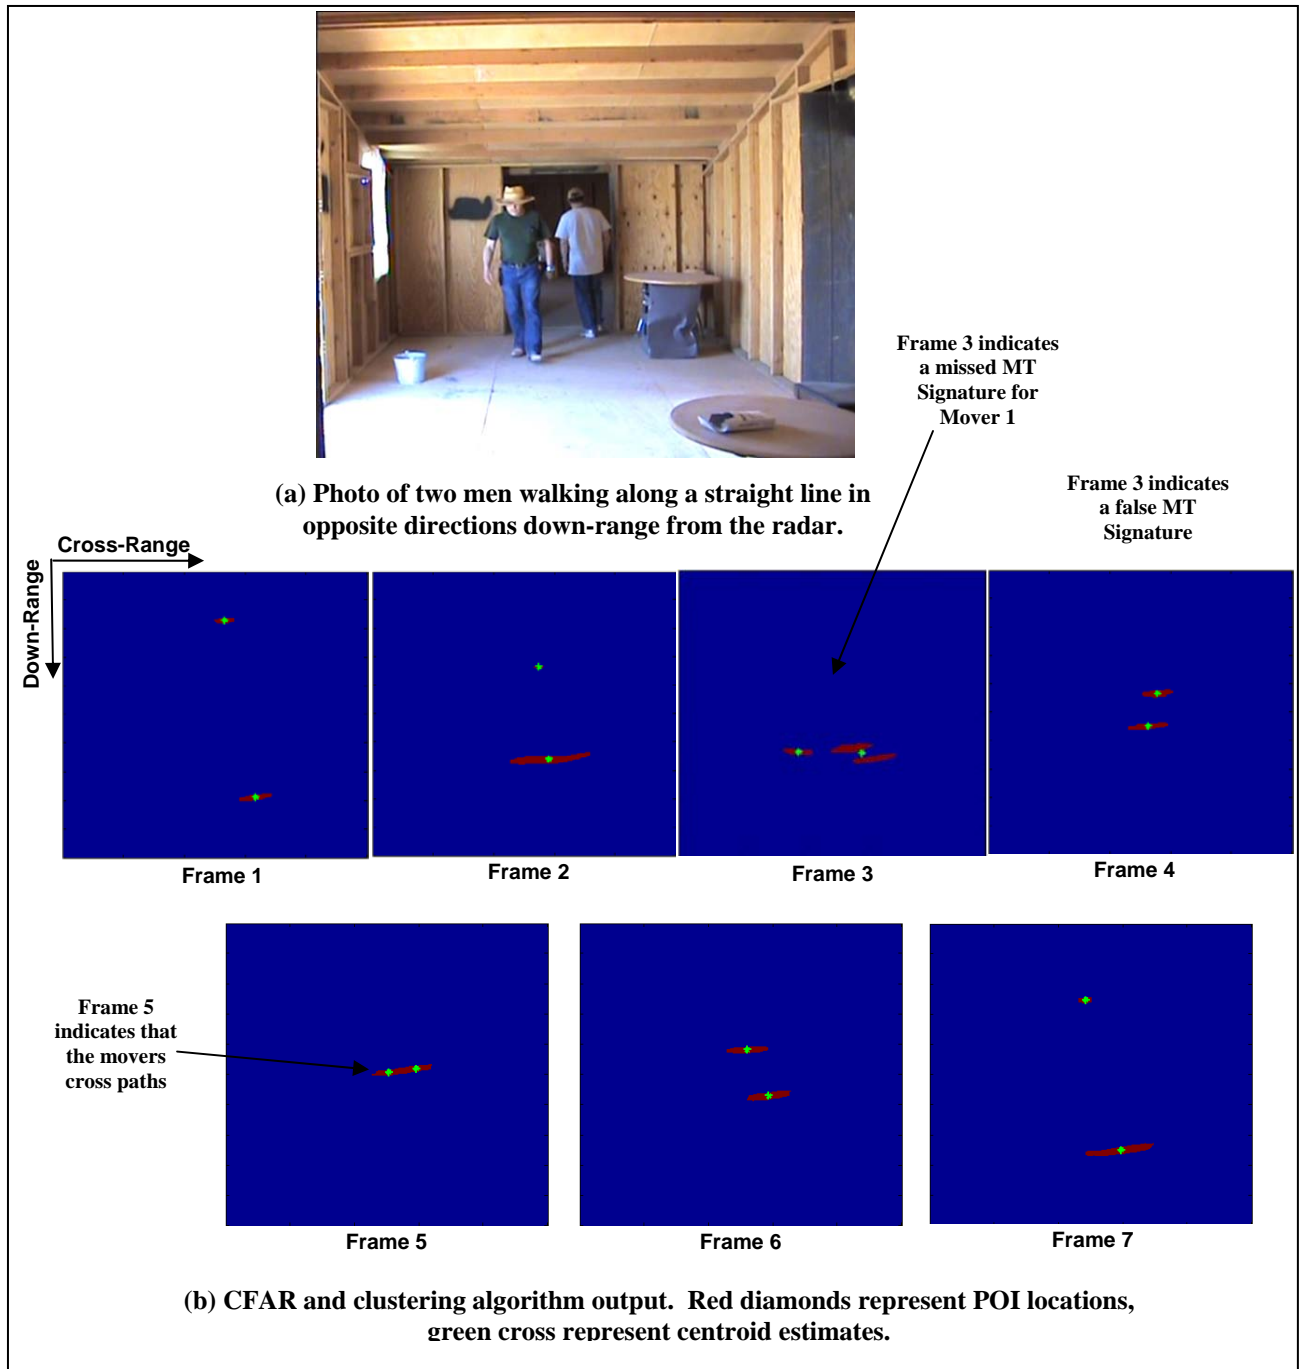 Frame 3 indicates
a missed MT
Signature for
Mover 1
(a) Photo of two men walking along a straight line in
opposite directions down-range from the radar.
Frame 3 indicates
a false MT
Signature
Cross-Range
Down-Range
Frame 1
Frame 2
Frame 3
Frame 4
Frame 5
indicates that
the movers
cross paths
Frame 5
Frame 6
Frame 7
(b) CFAR and clustering algorithm output.  Red diamonds represent POI locations,
green cross represent centroid estimates.